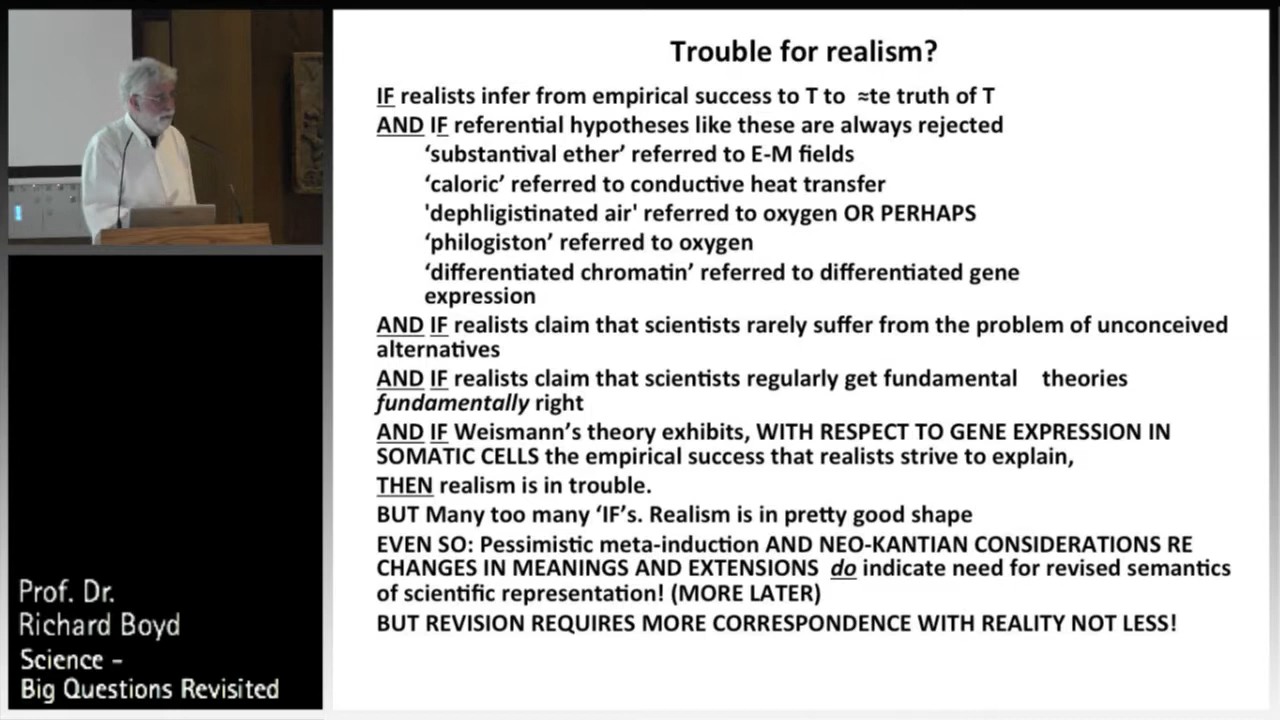 Trouble for realism?
IF realists infer from empirical success to T to ≈te truth of T
AND IF referential hypotheses like these are always rejected
‘substantival ether’ referred to E-M fields
‘caloric’ referred to conductive heat transfer
'dephligistinated air' referred to oxygen OR PERHAPS
‘philogiston’ referred to oxygen
‘differentiated chromatin’ referred to differentiated gene
expression
AND IF realists claim that scientists rarely suffer from the problem of unconceived
alternatives
AND IF realists claim that scientists regularly get fundamental theories
fundamentally right
AND IF Weismann’s theory exhibits, WITH RESPECT TO GENE EXPRESSION IN
SOMATIC CELLS the empirical success that realists strive to explain,
THEN realism is in trouble.
BUT Many too many ‘IF’s. Realism is in pretty good shape
EVEN SO: Pessimistic meta-induction AND NEO-KANTIAN CONSIDERATIONS RE
CHANGES IN MEANINGS AND EXTENSIONS do indicate need for revised semantics
of scientific representation! (MORE LATER)
BUT REVISION REQUIRES MORE CORRESPONDENCE WITH REALITY NOT LESS!
Prof. Dr.
Richard Boyd
Science –
Big Questions Revisited